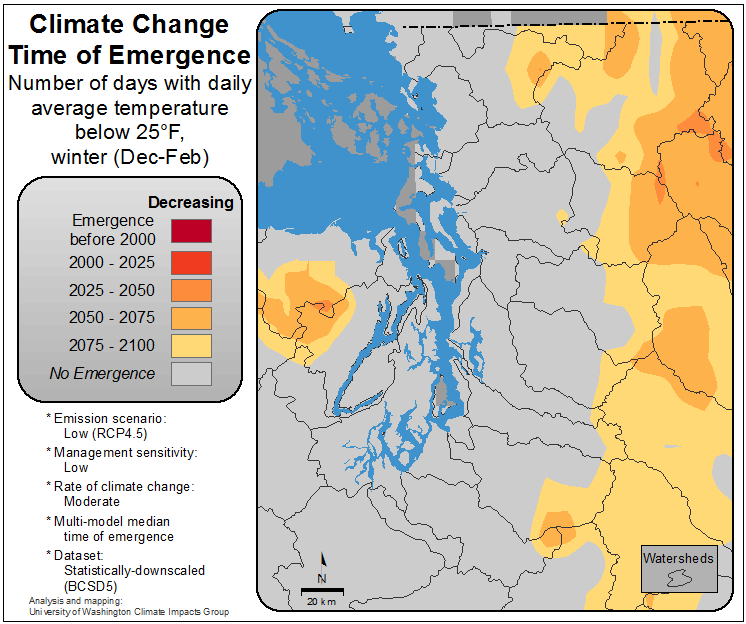 Climate Change
Time of Emergence
Number of days with daily
average temperature
below 25°F,
winter (Dec-Feb)
Decreasing
Emergence
before 2000
2000 - 2025
2025 - 2050
2050 - 2075
2075 - 2100
No Emergence
* Emission scenario:
Low (RCP4.5)
* Management sensitivity:
Low
* Rate of climate change:
Moderate
* Multi-model median
time of emergence
* Dataset:
Statistically-downscaled
(BCSD5)
Analysis and mapping:
University of Washington Climate Impacts Group
N
20 km
Watersheds